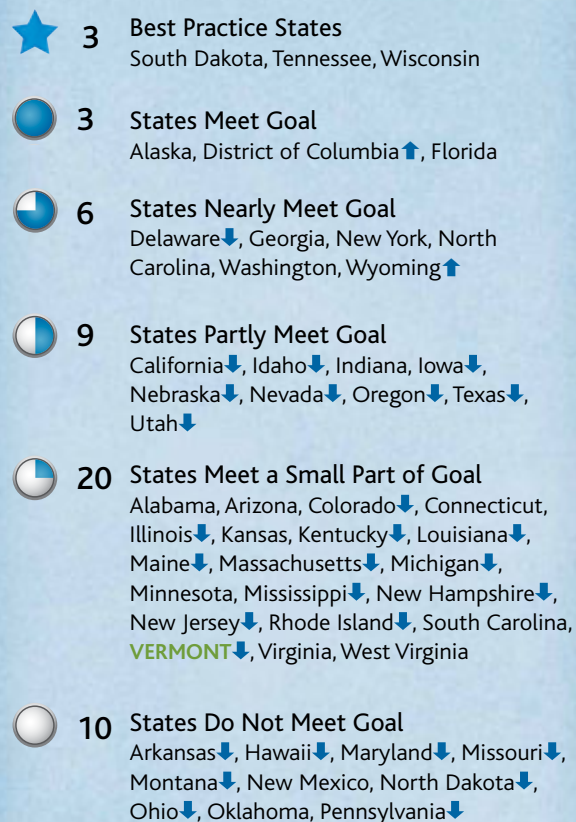 3 Best Practice States
South Dakota, Tennessee, Wisconsin
3 States Meet Goal
Alaska, District of Columbia⬆, Florida
6 States Nearly Meet Goal
Delaware⬇, Georgia, New York, North
Carolina, Washington, Wyoming⬆
9 States Partly Meet Goal
California⬇, Idaho⬇, Indiana, Iowa⬇,
Nebraska⬇, Nevada⬇, Oregon⬇, Texas⬇,
Utah⬇
20 States Meet a Small Part of Goal
Alabama, Arizona, Colorado⬇, Connecticut,
Illinois⬇, Kansas, Kentucky⬇, Louisiana⬇,
Maine⬇, Massachusetts⬇, Michigan⬇,
Minnesota, Mississippi⬇, New Hampshire⬇,
New Jersey⬇, Rhode Island⬇, South Carolina,
VERMONT⬇, Virginia, West Virginia
10 States Do Not Meet Goal
Arkansas⬇, Hawaii⬇, Maryland⬇, Missouri⬇,
Montana⬇, New Mexico, North Dakota⬇,
Ohio⬇, Oklahoma, Pennsylvania⬇